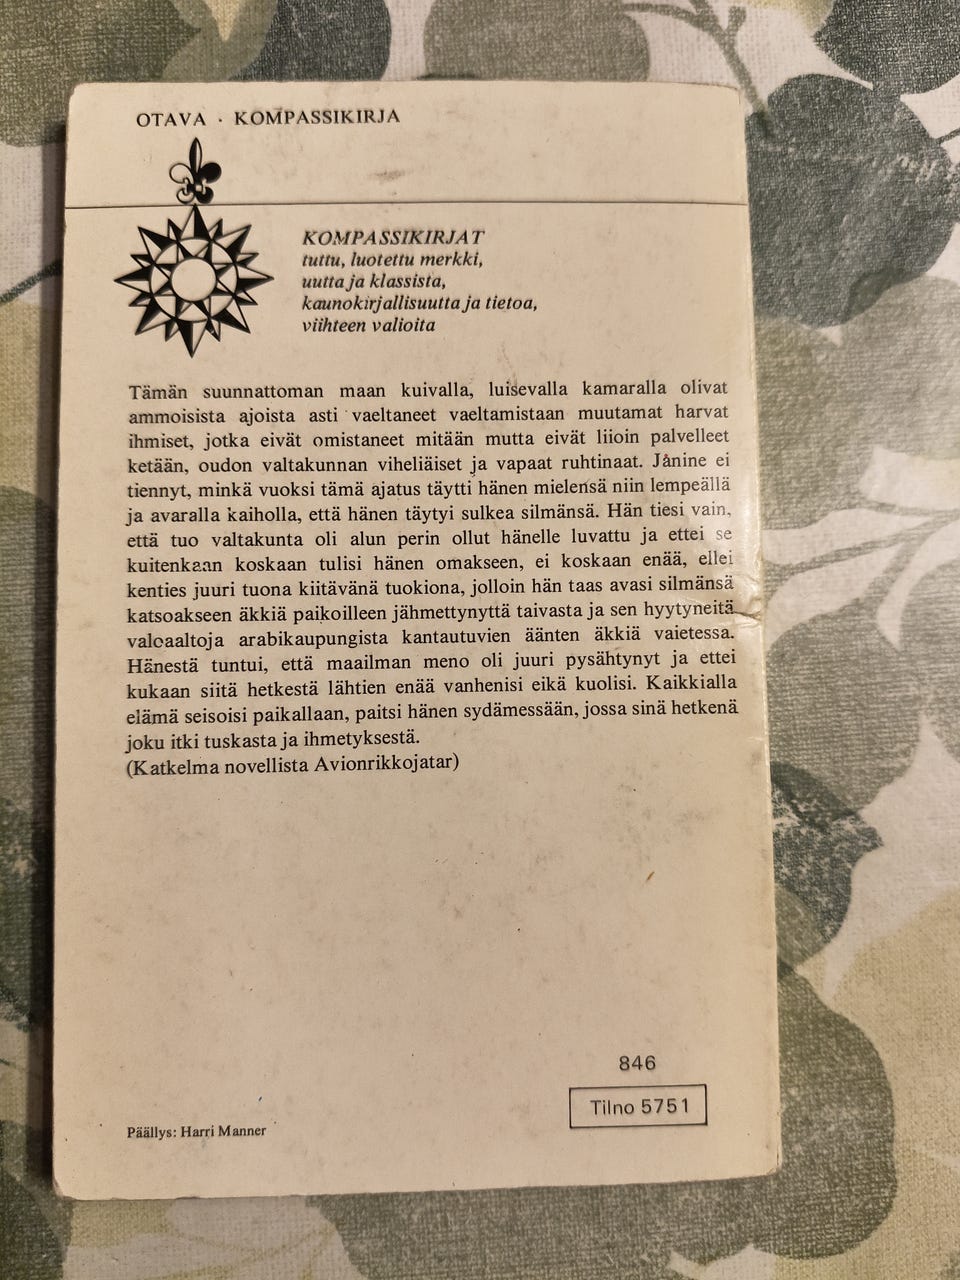 OTAVA · KOMPASSIKIRJA
KOMPASSIKIRJAT
tuttu, luotettu merkki,
uutta ja klassista,
kaunokirjallisuutta ja tietoa,
viihteen valioita
Tämän suunnattoman maan kuivalla, luisevalla kamaralla olivat
ammoisista ajoista asti vaeltaneet vaeltamistaan muutamat harvat
ihmiset, jotka eivät omistaneet mitään mutta eivät liioin palvelleet
ketään, oudon valtakunnan viheliäiset ja vapaat ruhtinaat. Jånine ei
tiennyt, minkä vuoksi tämä ajatus täytti hänen mielensä niin lempeällä
ja avaralla kaiholla, että hänen täytyi sulkea silmänsä. Hän tiesi vain,
että tuo valtakunta oli alun perin ollut hänelle luvattu ja ettei se
kuitenkaan koskaan tulisi hänen omakseen, ei koskaan enää, ellei
kenties juuri tuona kiitävänä tuokiona, jolloin hän taas avasi silmänsä
katsoakseen äkkiä paikoilleen jähmettynyttä taivasta ja sen hyytyneitä
valoaaltoja arabikaupungista kantautuvien äänten äkkiä vaietessa.
Hänestä tuntui, että maailman meno oli juuri pysähtynyt ja ettei
kukaan siitä hetkestä lähtien enää vanhenisi eikä kuolisi. Kaikkialla
elämä seisoisi paikallaan, paitsi hänen sydämessään, jossa sinä hetkenä
joku itki tuskasta ja ihmetyksestä.
(Katkelma novellista Avionrikkojatar)
846
Tilno 5751
Päällys: Harri Manner